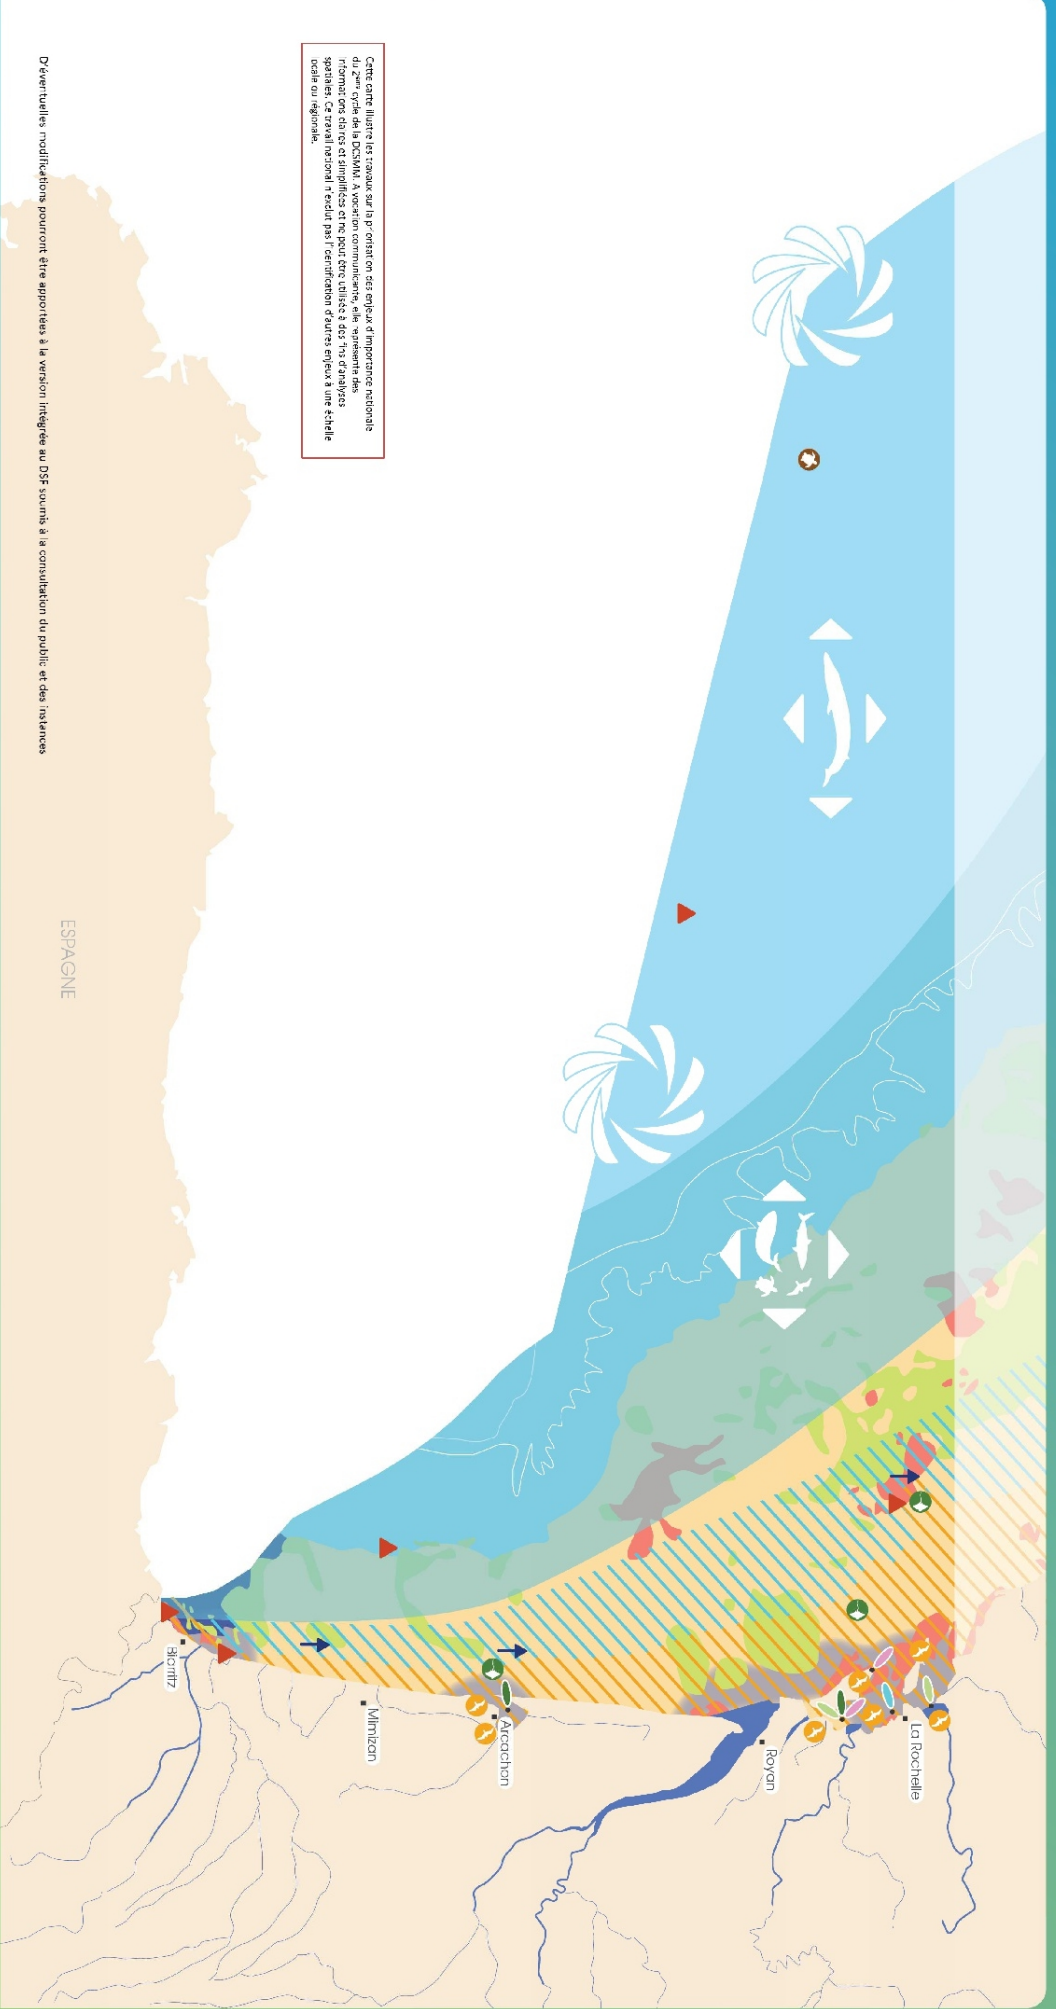 Cette carte illustre les travaux sur la priorisation des enjeux d'importance nationale
du 2ème cycle de la DCSMM. A vocation communicante, elle représente des
informations claires et simplifiées et ne peut être utilisée à des fins d'analyses
spatiales. Ce travail national n'exclut pas l'identification d'autres enjeux à une échelle
locale ou régionale.
La Rochelle
Royan
Arcachon
Mimizan
Biarritz
ESPAGNE
D'éventuelles modifications pourront être apportées à la version intégrée au DSF soumis à la consultation du public et des instances